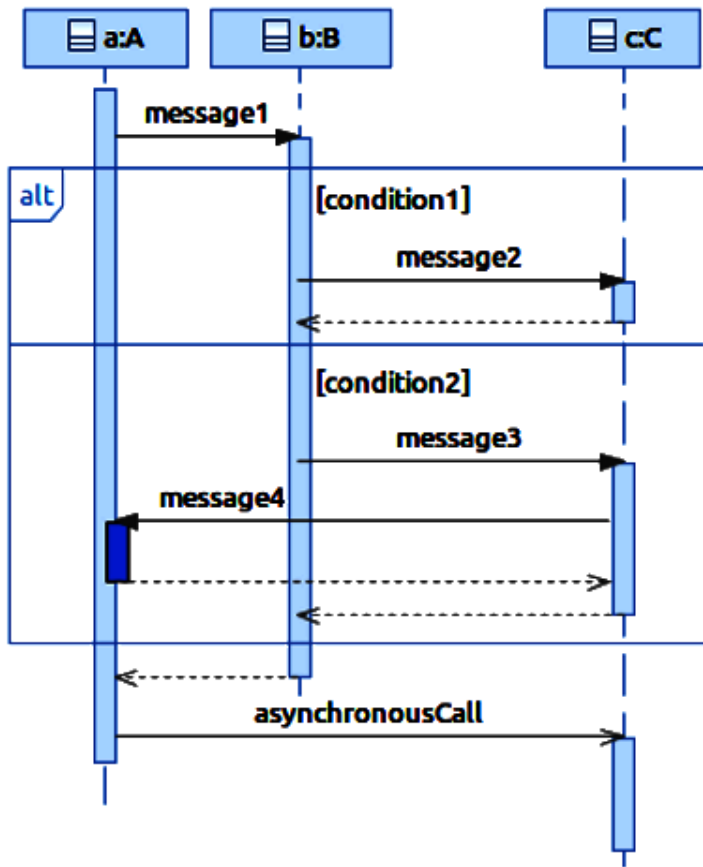 a:A b:B c:C
message1
alt [condition1]
message2
[condition2]
message3
message4
asynchronousCall